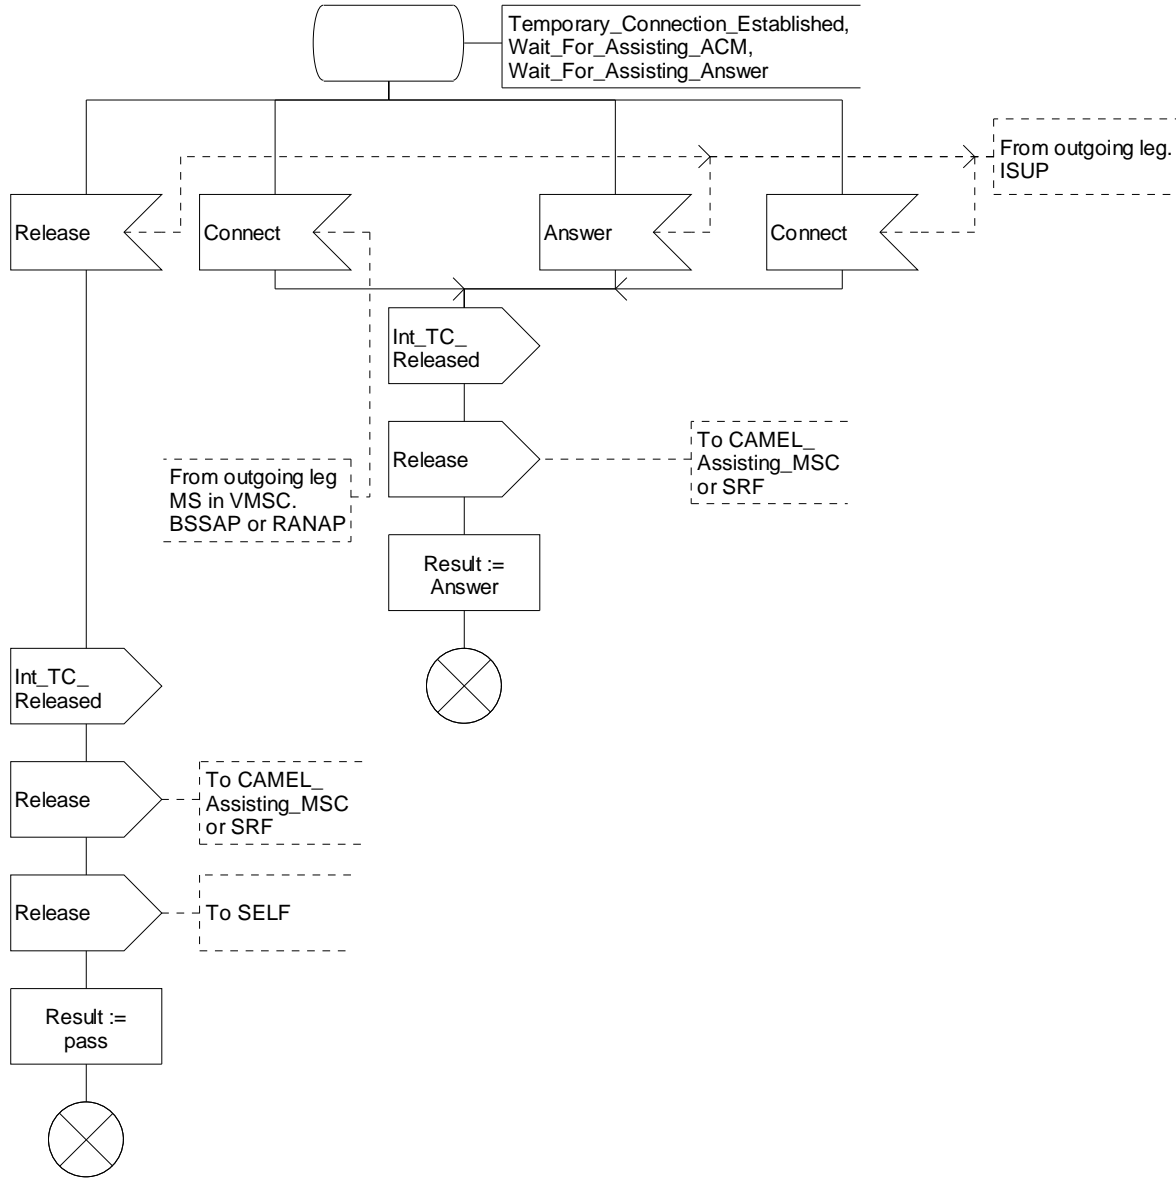 Temporary_Connection_Established,
Wait_For_Assisting_ACM,
Wait_For_Assisting_Answer
From outgoing leg.
ISUP
Release
Connect
Answer
Connect
Int_TC_
Released
Release
To CAMEL_
Assisting_MSC
or SRF
From outgoing leg
MS in VMSC.
BSSAP or RANAP
Result :=
Answer
Int_TC_
Released
Release
To CAMEL_
Assisting_MSC
or SRF
Release
To SELF
Result :=
pass